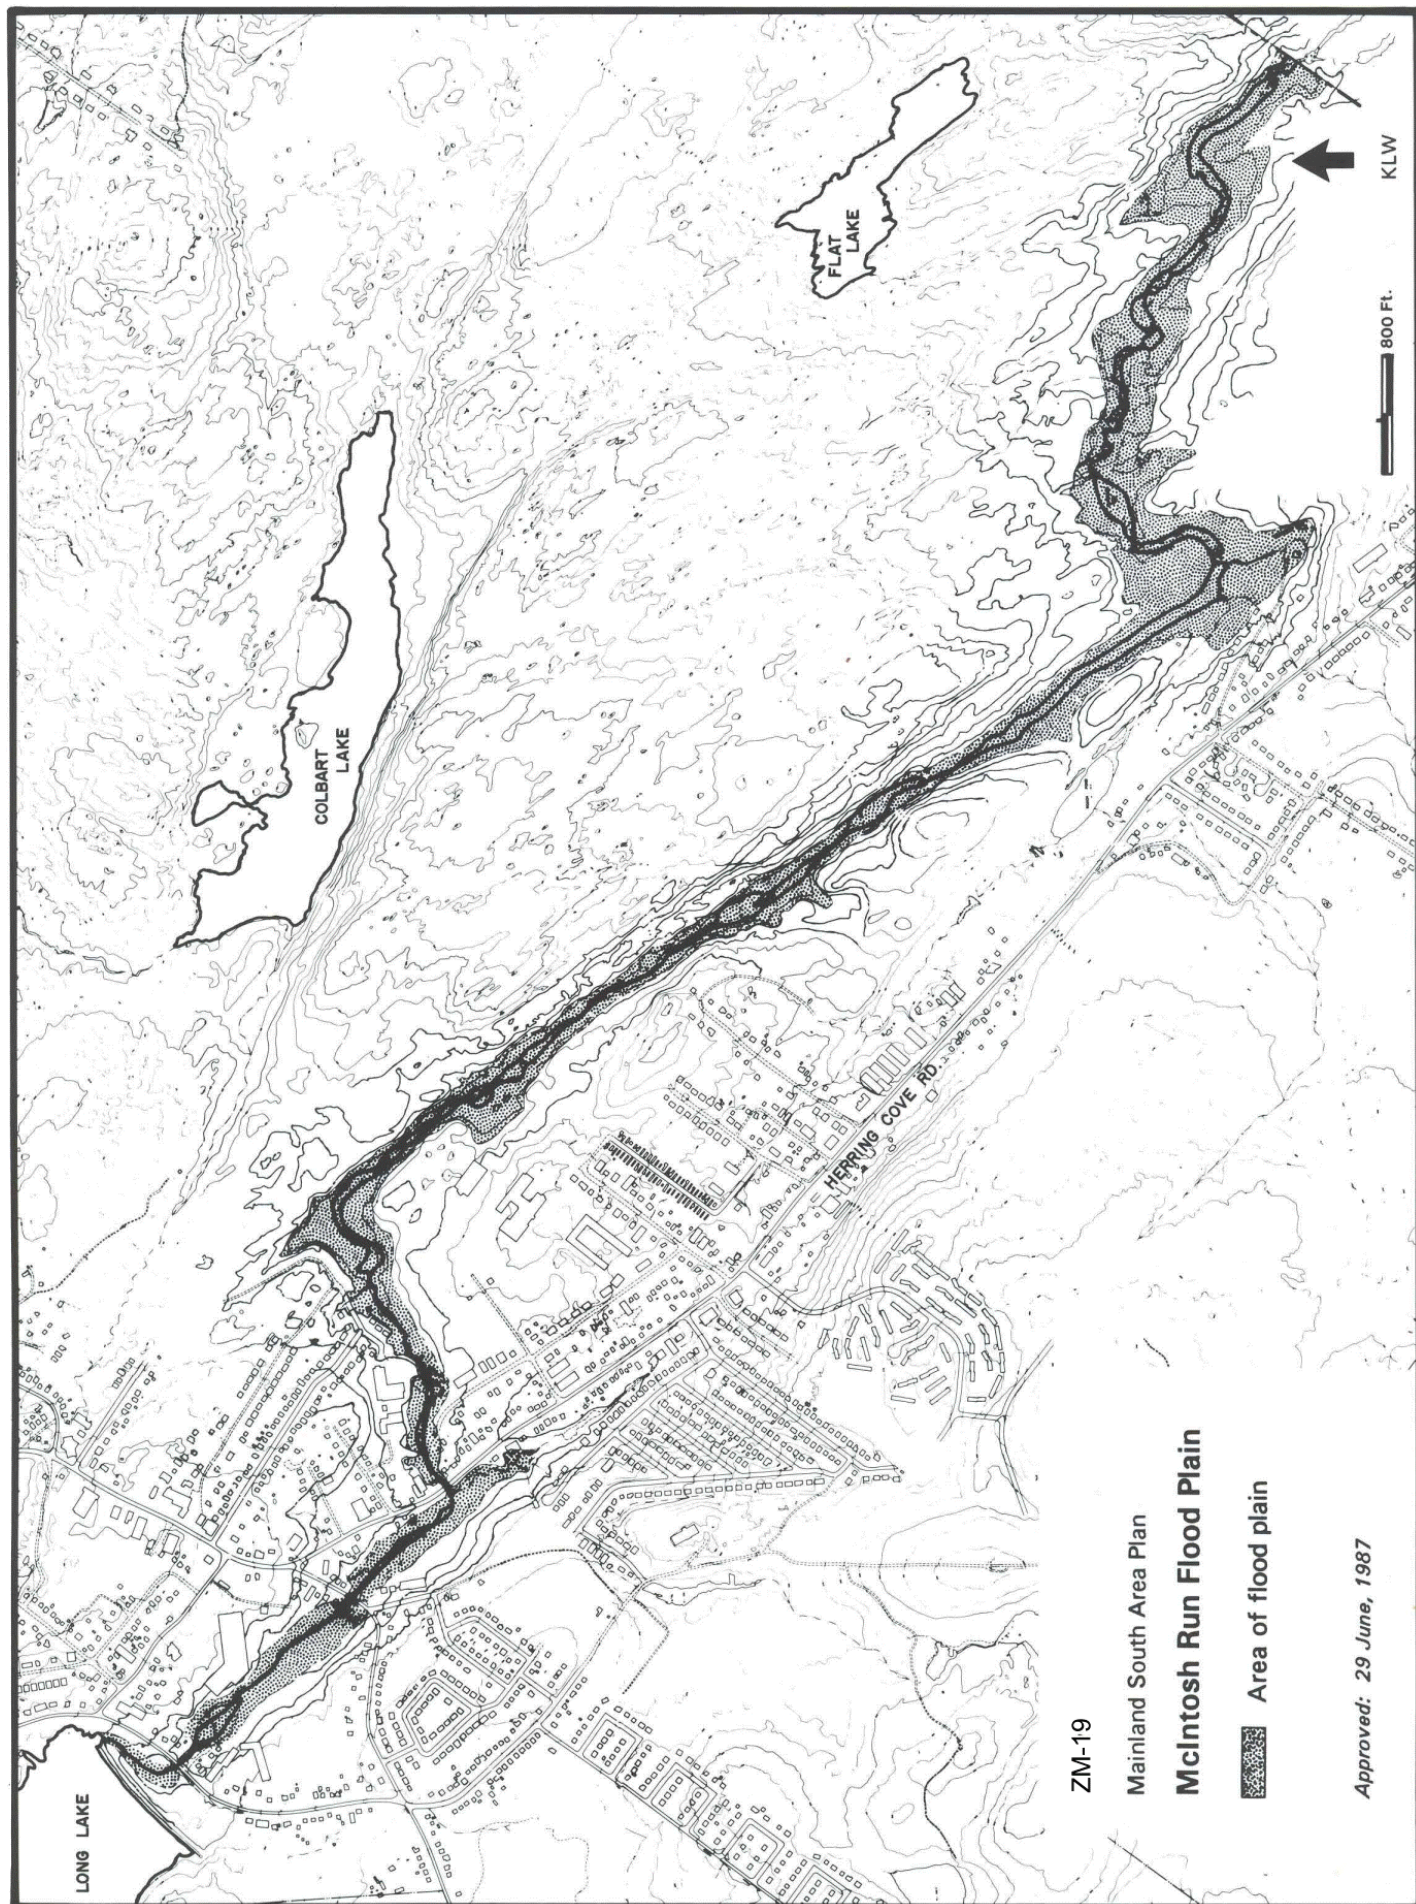 LONG LAKE
COLBART
LAKE
FLAT
LAKE
HERRING COVE RD.
ZM-19
Mainland South Area Plan
McIntosh Run Flood Plain
Area of flood plain
Approved: 29 June, 1987
800 Ft.
KLW